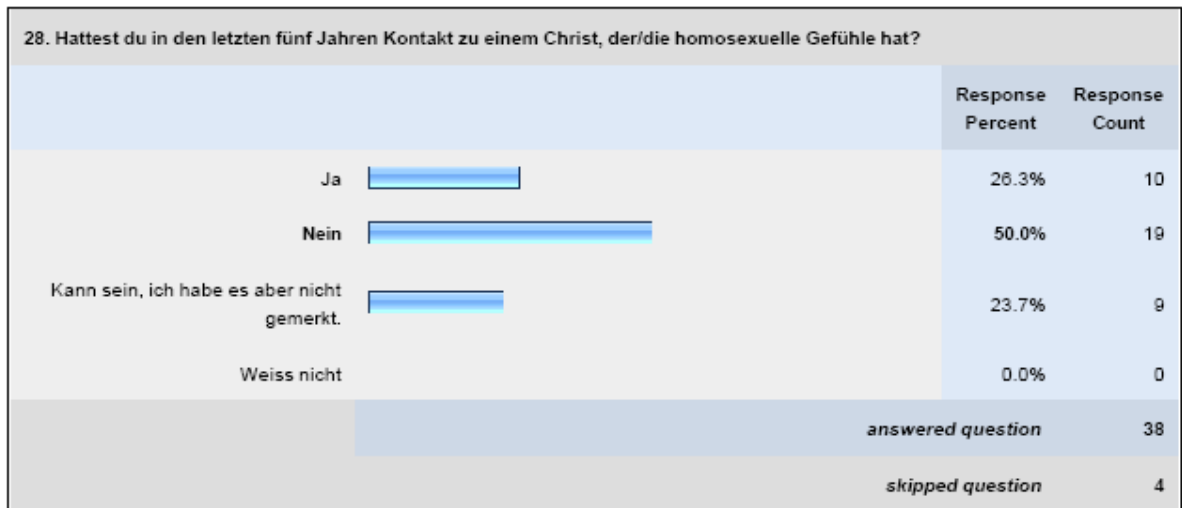 28. Hattest du in den letzten fünf Jahren Kontakt zu einem Christ, der/die homosexuelle Gefühle hat?
Response Percent Response Count
Ja 26.3% 10
Nein 50.0% 19
Kann sein, ich habe es aber nicht gemerkt. 23.7% 9
Weiss nicht 0.0% 0
answered question 38
skipped question 4